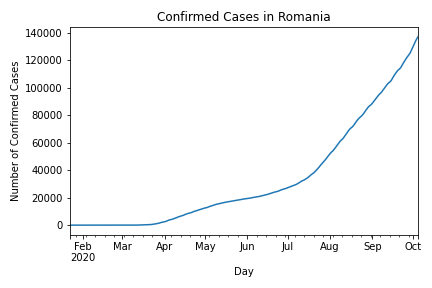 Confirmed Cases in Romania
140000
120000
100000
80000
60000
40000
20000
0
Number of Confirmed Cases
Feb Mar Apr May Jun Jul Aug Sep Oct
2020
Day